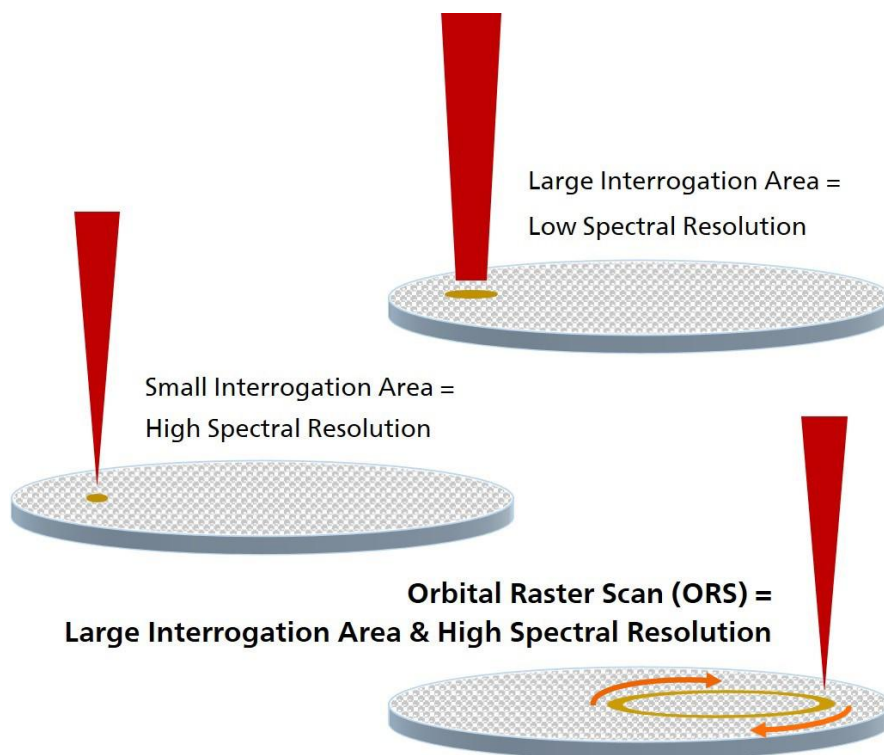 Large Interrogation Area =
Low Spectral Resolution
Small Interrogation Area =
High Spectral Resolution
Orbital Raster Scan (ORS) =
Large Interrogation Area & High Spectral Resolution